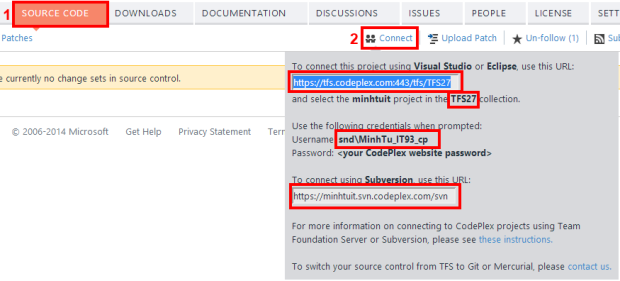 1 SOURCE CODE DOWNLOADS DOCUMENTATION DISCUSSIONS ISSUES PEOPLE LICENSE SETT
Patches 2 Connect Upload Patch Un-follow (1) Sub
To connect this project using Visual Studio or Eclipse, use this URL:
e currently no change sets in source control.
https://tfs.codeplex.com:443/tfs/TFS27
and select the minhtuit project in the TFS27 collection.
Use the following credentials when prompted:
© 2006-2014 Microsoft Get Help Privacy Statement Terr
Username: snd\MinhTu_IT93_cp
Password: <your CodePlex website password>
To connect using Subversion, use this URL:
https://minhtuit.svn.codeplex.com/svn
For more information on connecting to CodePlex projects using Team
Foundation Server or Subversion, please see these instructions.
To switch your source control from TFS to Git or Mercurial, please contact us.